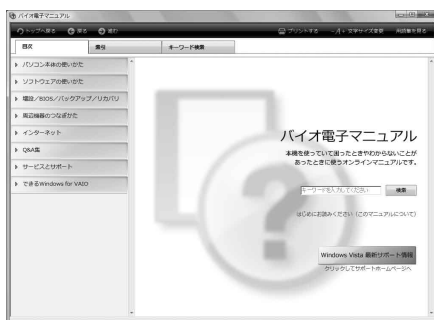 バイオ電子マニュアル
トップへ戻る 戻る 進む
プリントする -A+ 文字サイズ変更 用語集を見る
目次 索引 キーワード検索
パソコン本体の使いかた
ソフトウェアの使いかた
増設/BIOS/バックアップ/リカバリ
周辺機器のつなぎかた
インターネット
Q&A集
サービスとサポート
できるWindows for VAIO
バイオ電子マニュアル
本機を使っていて困ったときやわからないことが
あったときに使うオンラインマニュアルです。
キーワードを入力してください 検索
はじめにお読みください（このマニュアルについて）
Windows Vista 最新サポート情報
クリックしてサポートホームページへ